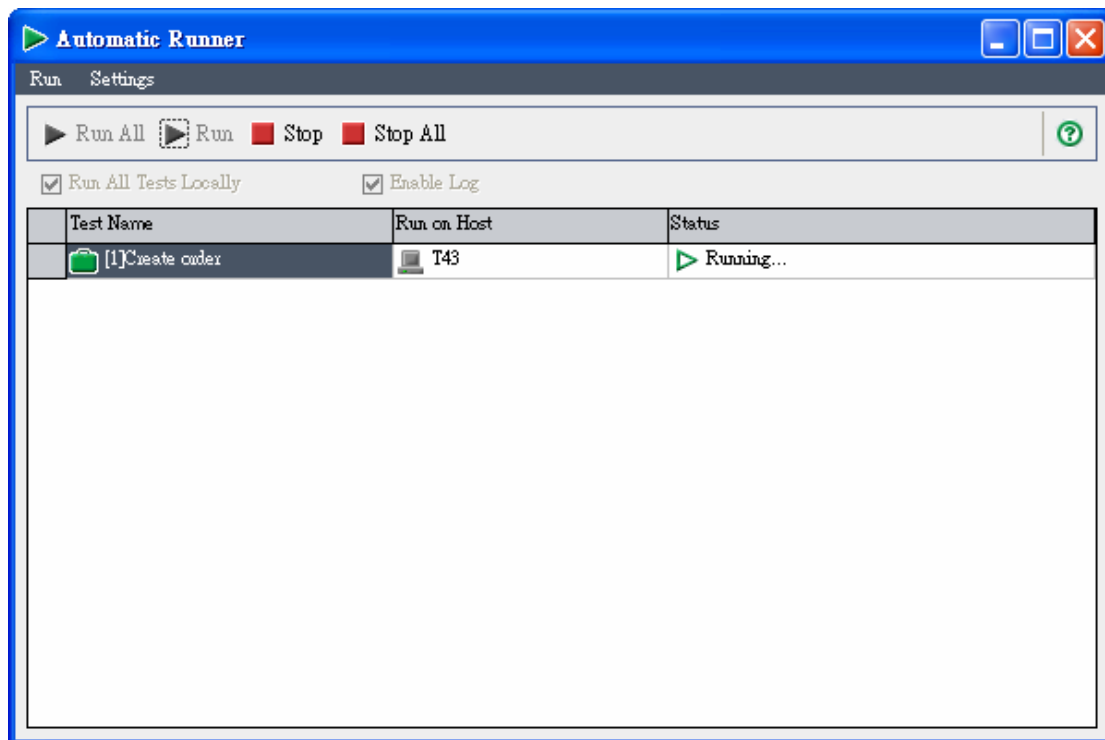 Automatic Runner
Run Settings
Run All Run Stop Stop All ?
Run All Tests Locally Enable Log
Test Name Run on Host Status
[1]Create order T43 Running...